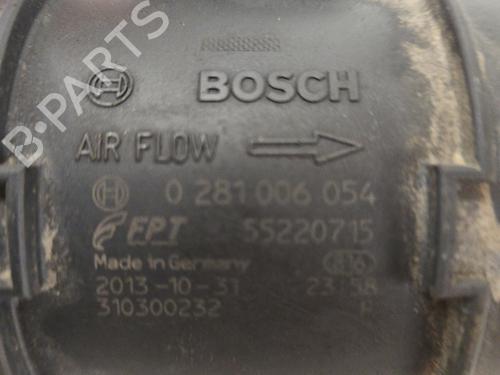 B-PARTS
BOSCH
AIR FLOW
0 281 006 054
FPT 55220715
Made in Germany 816
2013-10-31 23:58
310300232